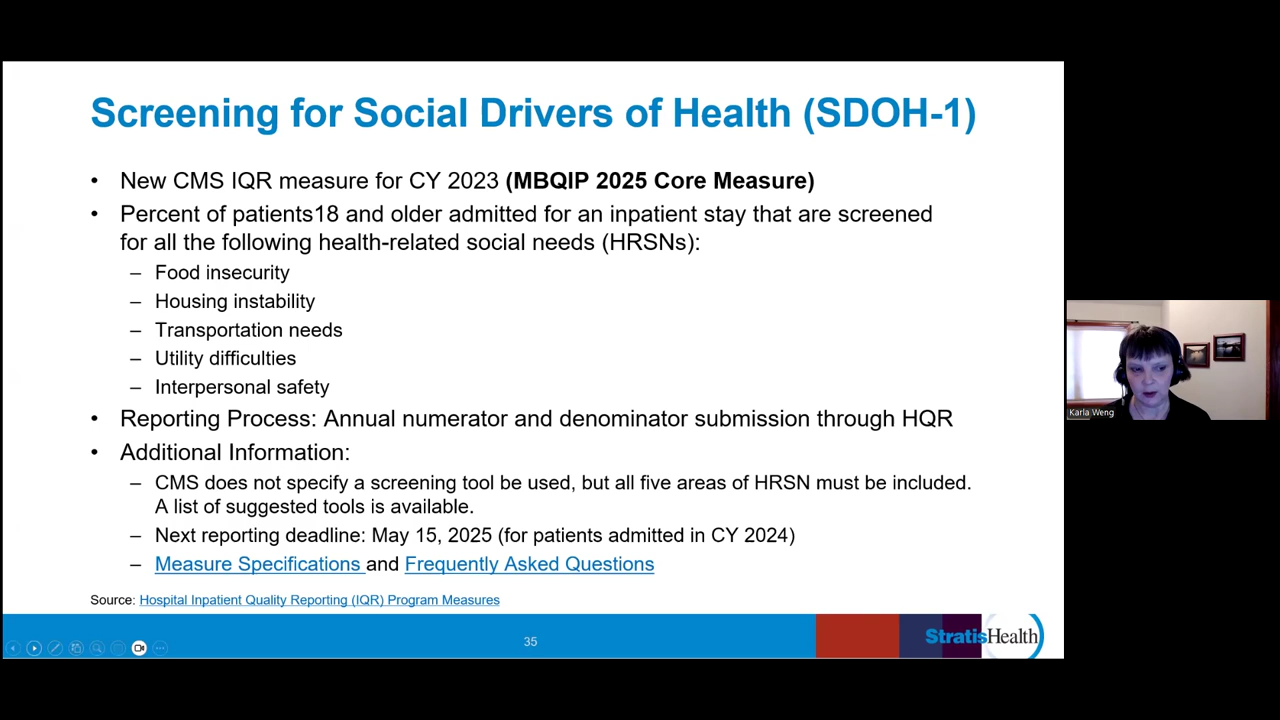 Screening for Social Drivers of Health (SDOH-1)
• New CMS IQR measure for CY 2023 (MBQIP 2025 Core Measure)
• Percent of patients18 and older admitted for an inpatient stay that are screened
for all the following health-related social needs (HRSNs):
– Food insecurity
– Housing instability
– Transportation needs
– Utility difficulties
– Interpersonal safety
• Reporting Process: Annual numerator and denominator submission through HQR
• Additional Information:
– CMS does not specify a screening tool be used, but all five areas of HRSN must be included.
A list of suggested tools is available.
– Next reporting deadline: May 15, 2025 (for patients admitted in CY 2024)
– Measure Specifications and Frequently Asked Questions
Source: Hospital Inpatient Quality Reporting (IQR) Program Measures
35
StratisHealth
Karla Weng